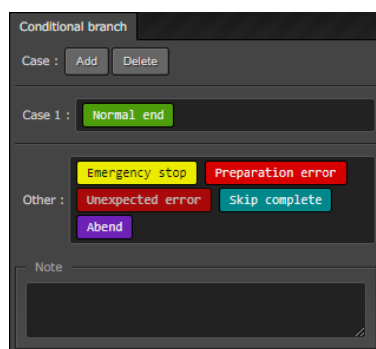 Conditional branch
Case : Add Delete
Case 1 : Normal end
Emergency stop Preparation error
Other : Unexpected error Skip complete
Abend
Note